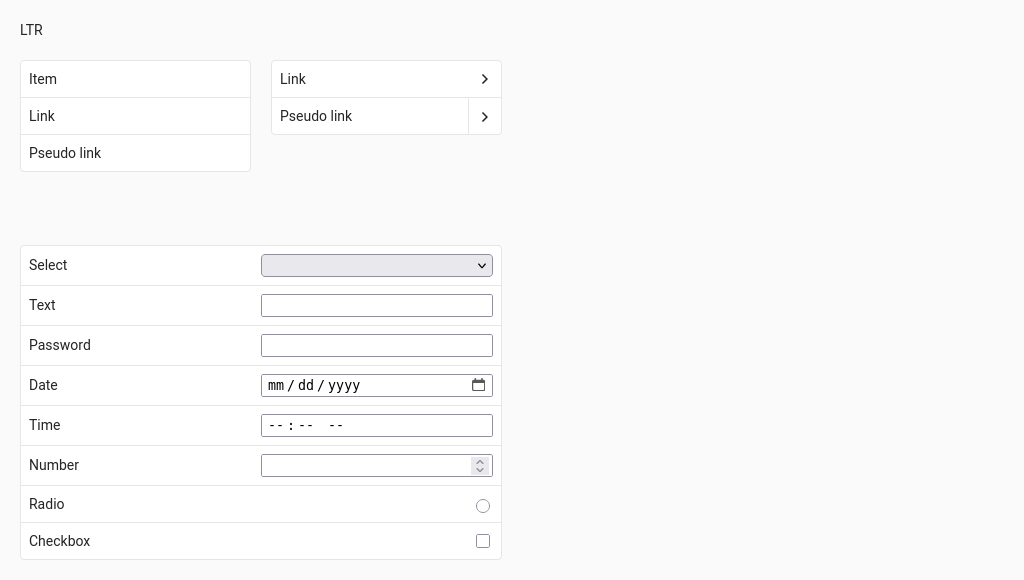 LTR
Item
Link
Pseudo link
Link
Pseudo link
Select
Text
Password
Date mm/dd/yyyy
Time --:-- --
Number
Radio
Checkbox